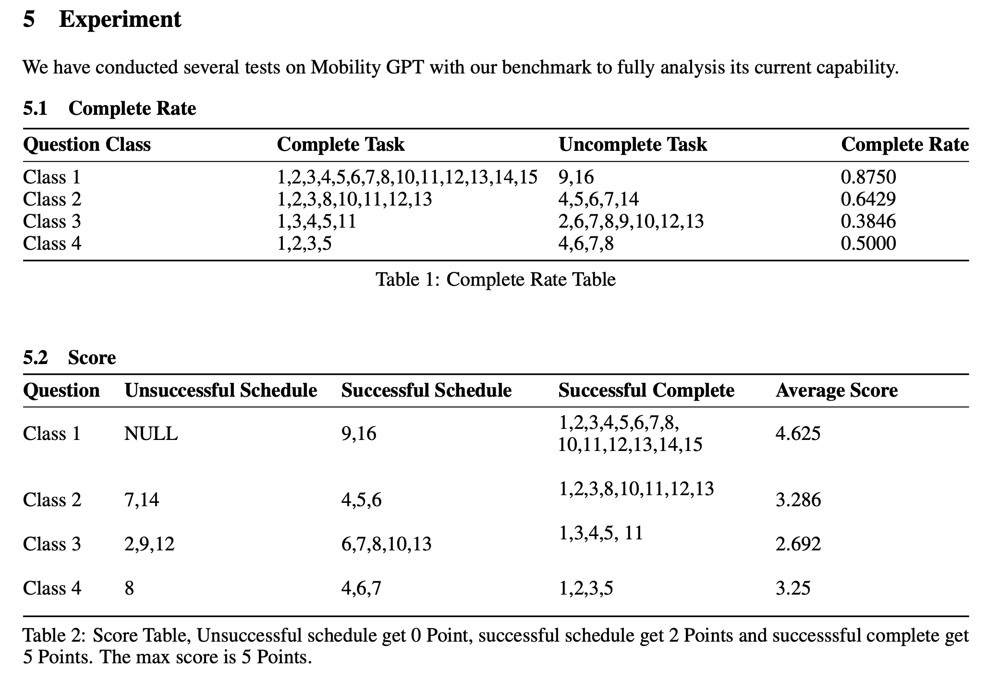 5 Experiment
We have conducted several tests on Mobility GPT with our benchmark to fully analysis its current capability.
5.1 Complete Rate
Question Class Complete Task Uncomplete Task Complete Rate
Class 1 1,2,3,4,5,6,7,8,10,11,12,13,14,15 9,16 0.8750
Class 2 1,2,3,8,10,11,12,13 4,5,6,7,14 0.6429
Class 3 1,3,4,5,11 2,6,7,8,9,10,12,13 0.3846
Class 4 1,2,3,5 4,6,7,8 0.5000
Table 1: Complete Rate Table
5.2 Score
Question Unsuccessful Schedule Successful Schedule Successful Complete Average Score
Class 1 NULL 9,16 1,2,3,4,5,6,7,8, 4.625
10,11,12,13,14,15
Class 2 7,14 4,5,6 1,2,3,8,10,11,12,13 3.286
Class 3 2,9,12 6,7,8,10,13 1,3,4,5, 11 2.692
Class 4 8 4,6,7 1,2,3,5 3.25
Table 2: Score Table, Unsuccessful schedule get 0 Point, successful schedule get 2 Points and successsful complete get
5 Points. The max score is 5 Points.